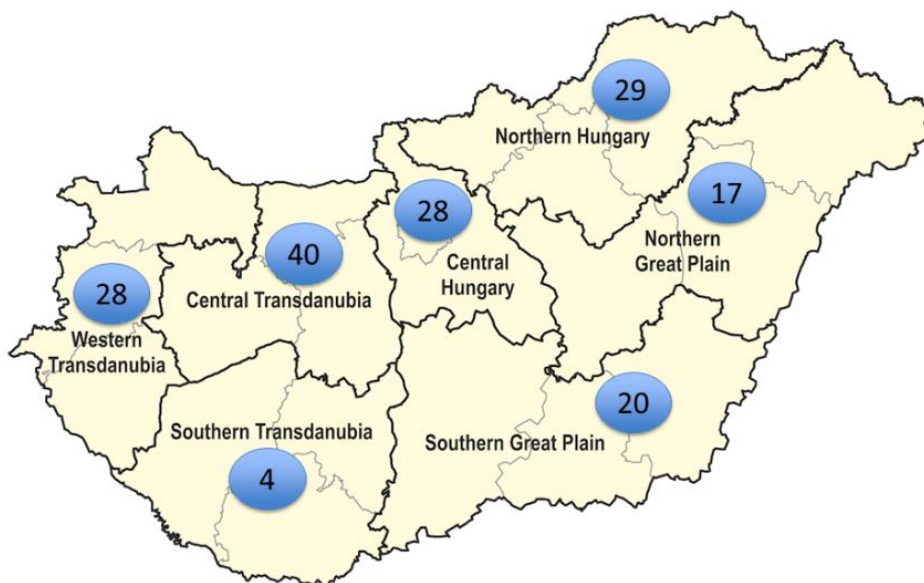 29
Northern Hungary
17
Northern
Great Plain
28
Central
Hungary
40
Central Transdanubia
28
Western
Transdanubia
20
Southern Great Plain
Southern Transdanubia
4